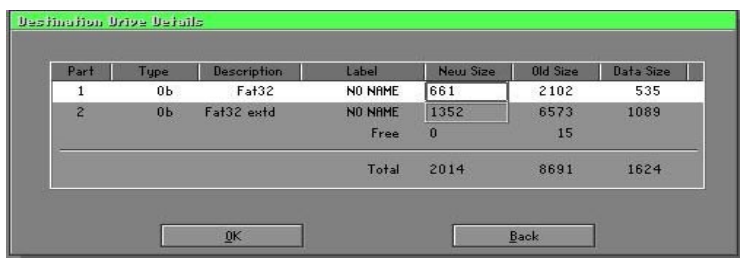 Destination Drive Details
Part Type Description Label New Size Old Size Data Size
1 0b Fat32 NO NAME 661 2102 535
2 0b Fat32 extd NO NAME 1352 6573 1089
Free 0 15
Total 2014 8691 1624
OK Back